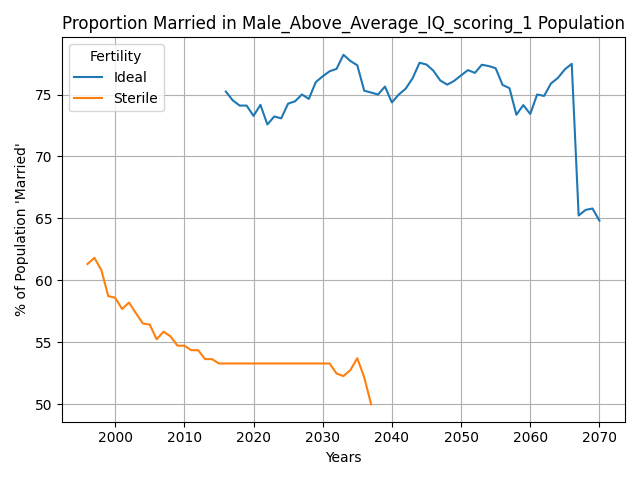 Proportion Married in Male_Above_Average_IQ_scoring_1 Population
Fertility
Ideal
Sterile
% of Population 'Married'
75
70
65
60
55
50
2000 2010 2020 2030 2040 2050 2060 2070
Years